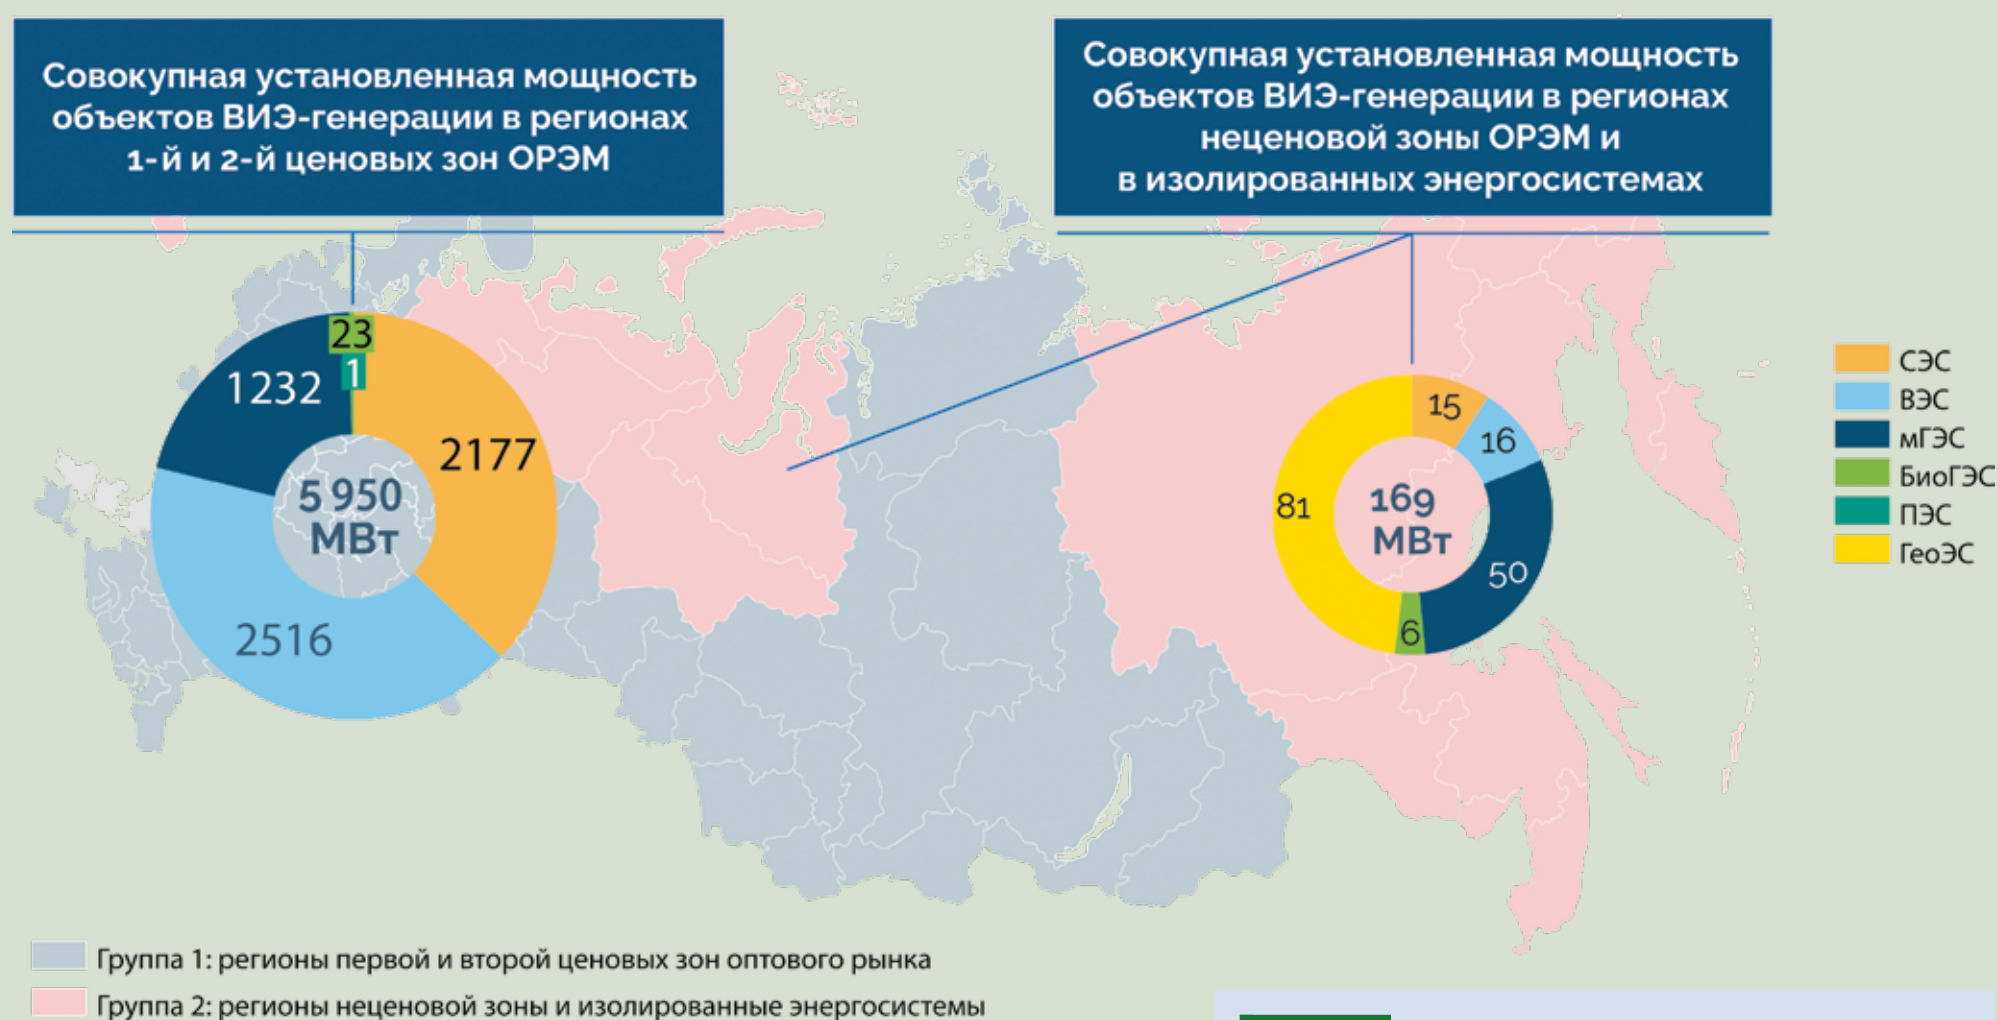 Совокупная установленная мощность
объектов ВИЭ-генерации в регионах
1-й и 2-й ценовых зон ОРЭМ
Совокупная установленная мощность
объектов ВИЭ-генерации в регионах
неценовой зоны ОРЭМ и
в изолированных энергосистемах
23
1
1232
2177
5 950
МВт
2516
15
16
81
169
МВт
50
6
СЭС
ВЭС
мГЭС
БиоГЭС
ПЭС
ГеоЭС
Группа 1: регионы первой и второй ценовых зон оптового рынка
Группа 2: регионы неценовой зоны и изолированные энергосистемы